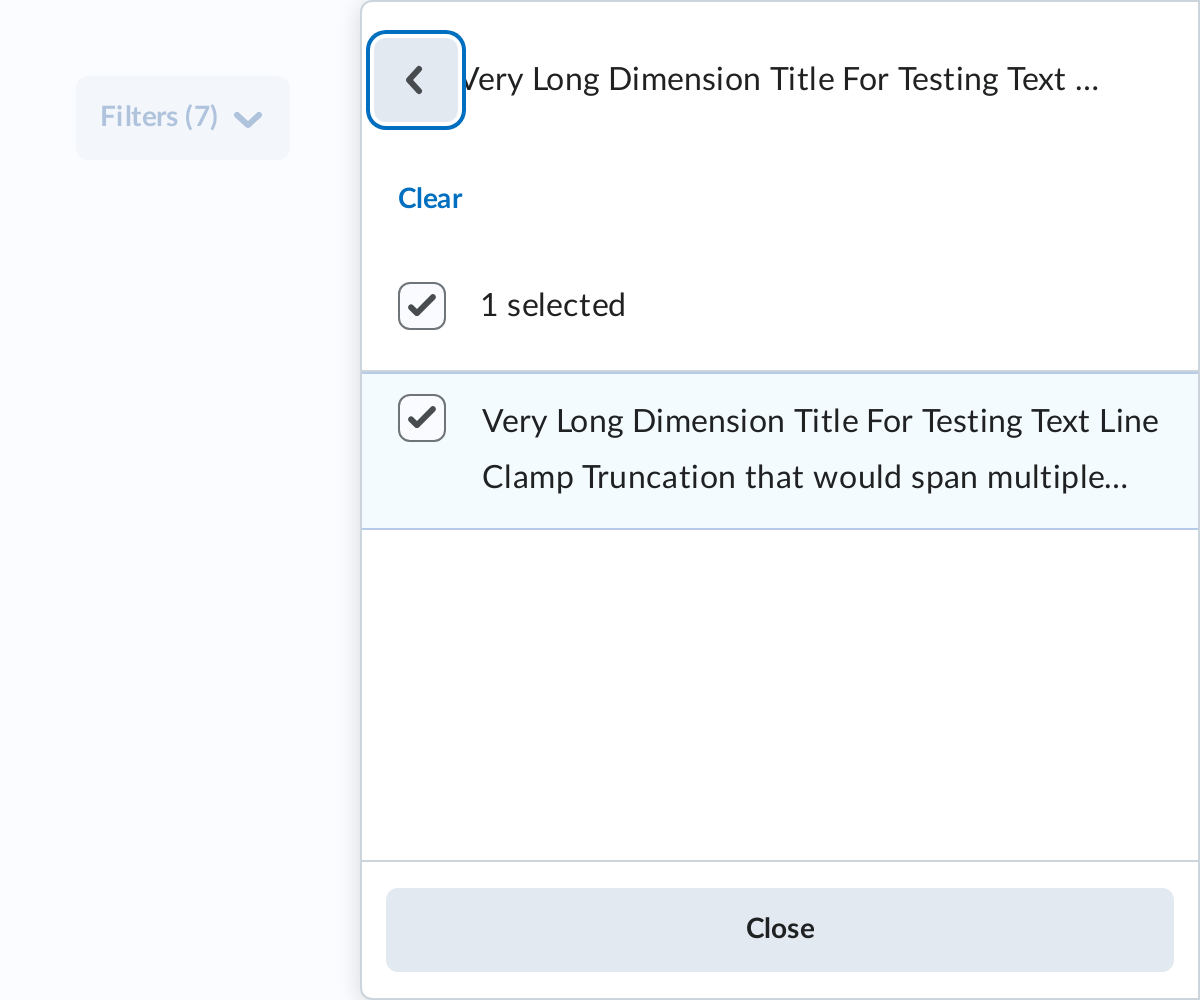 Filters (7)
Very Long Dimension Title For Testing Text ...
Clear
1 selected
Very Long Dimension Title For Testing Text Line
Clamp Truncation that would span multiple...
Close